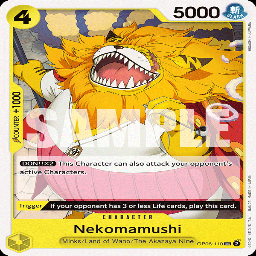 4
5000
斬
COUNTER +1000
SAMPLE
DON!!×2 This Character can also attack your opponent's
active Characters.
Trigger If your opponent has 3 or less Life cards, play this card.
CHARACTER
Nekomamushi
Minks/Land of Wano/The Akazaya Nine